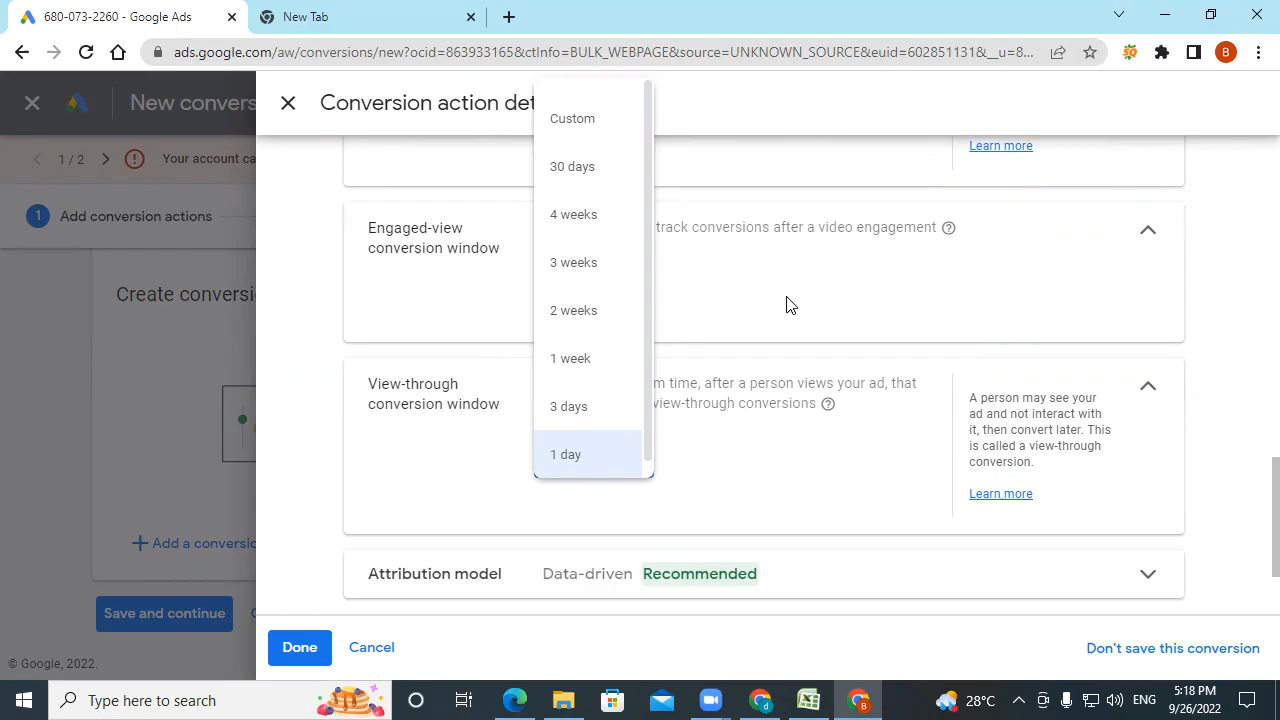 680-073-2260 - Google Ads
New Tab
ads.google.com/aw/conversions/new?ocid=863933165&ctInfo=BULK_WEBPAGE&source=UNKNOWN_SOURCE&euid=602851131&__u=8...
B
New convers
Conversion action det
1 / 2
Your account ca
1 Add conversion actions
Create conversi
Add a conversio
Save and continue
© Google, 2022.
Learn more
Custom
30 days
4 weeks
3 weeks
2 weeks
1 week
3 days
1 day
Engaged-view
conversion window
track conversions after a video engagement
View-through
conversion window
m time, after a person views your ad, that
view-through conversions
A person may see your
ad and not interact with
it, then convert later. This
is called a view-through
conversion.
Learn more
Attribution model
Data-driven Recommended
Done
Cancel
Don't save this conversion
Type here to search
28°C
ENG
5:18 PM
9/26/2022